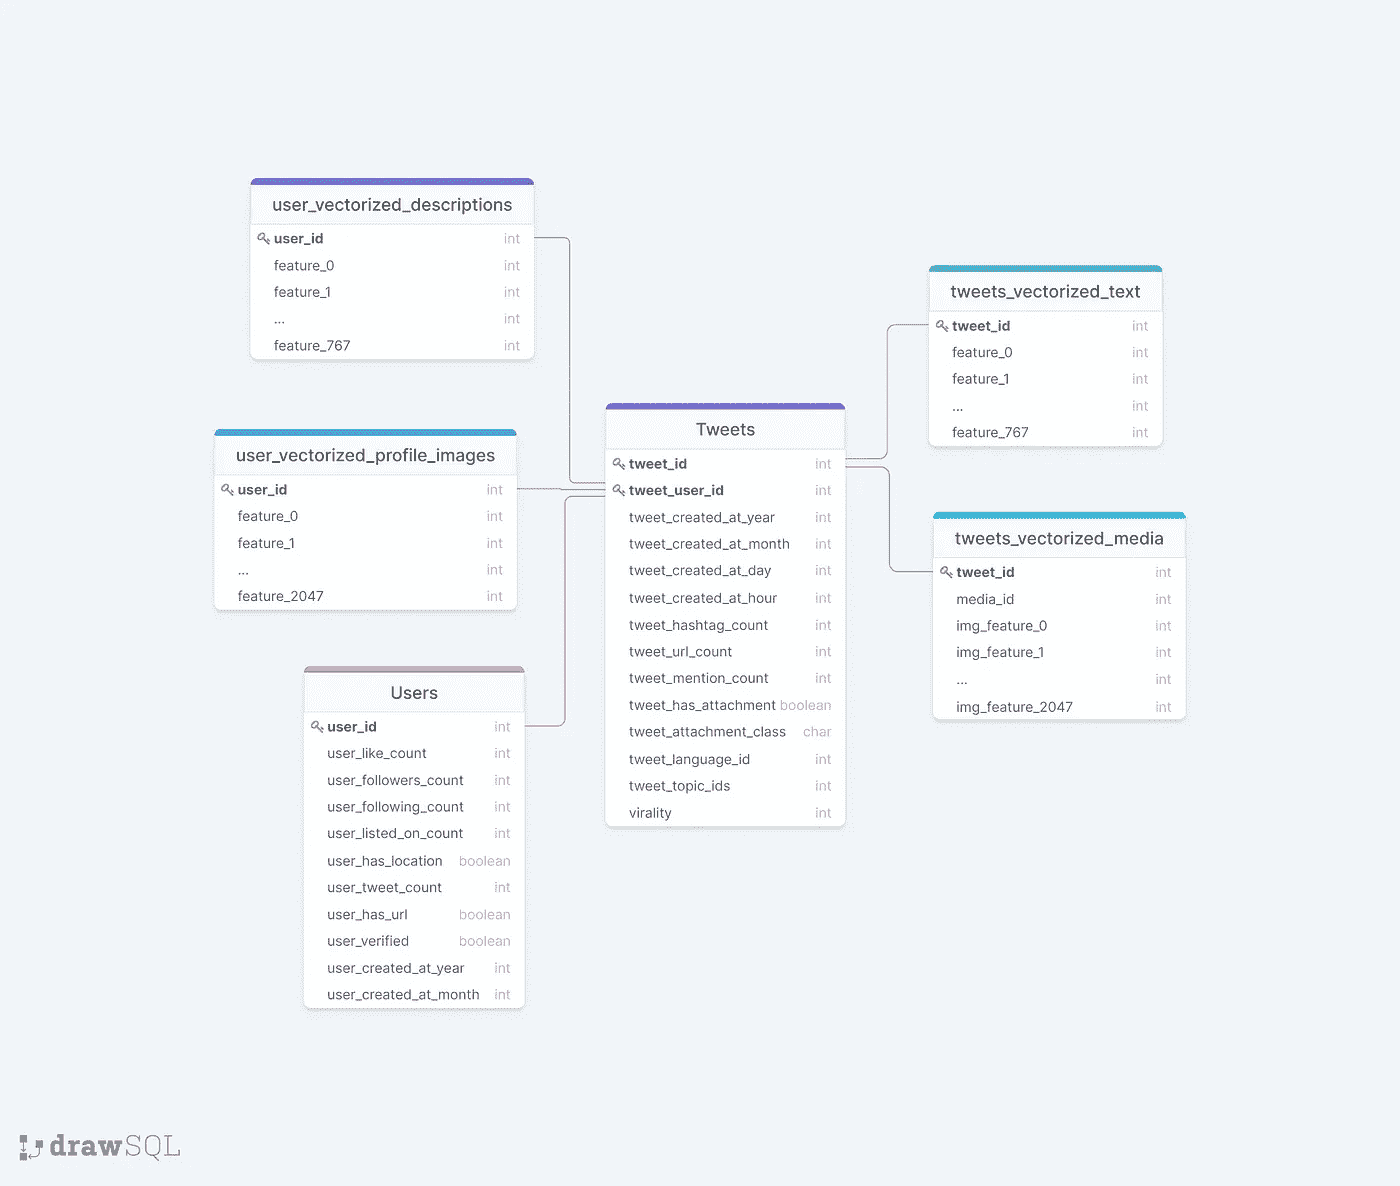 user_vectorized_descriptions
user_id int
feature_0 int
feature_1 int
... int
feature_767 int
user_vectorized_profile_images
user_id int
feature_0 int
feature_1 int
... int
feature_2047 int
Users
user_id int
user_like_count int
user_followers_count int
user_following_count int
user_listed_on_count int
user_has_location boolean
user_tweet_count int
user_has_url boolean
user_verified boolean
user_created_at_year int
user_created_at_month int
Tweets
tweet_id int
tweet_user_id int
tweet_created_at_year int
tweet_created_at_month int
tweet_created_at_day int
tweet_created_at_hour int
tweet_hashtag_count int
tweet_url_count int
tweet_mention_count int
tweet_has_attachment boolean
tweet_attachment_class char
tweet_language_id int
tweet_topic_ids int
virality int
tweets_vectorized_text
tweet_id int
feature_0 int
feature_1 int
... int
feature_767 int
tweets_vectorized_media
tweet_id int
media_id int
img_feature_0 int
img_feature_1 int
... int
img_feature_2047 int
drawSQL